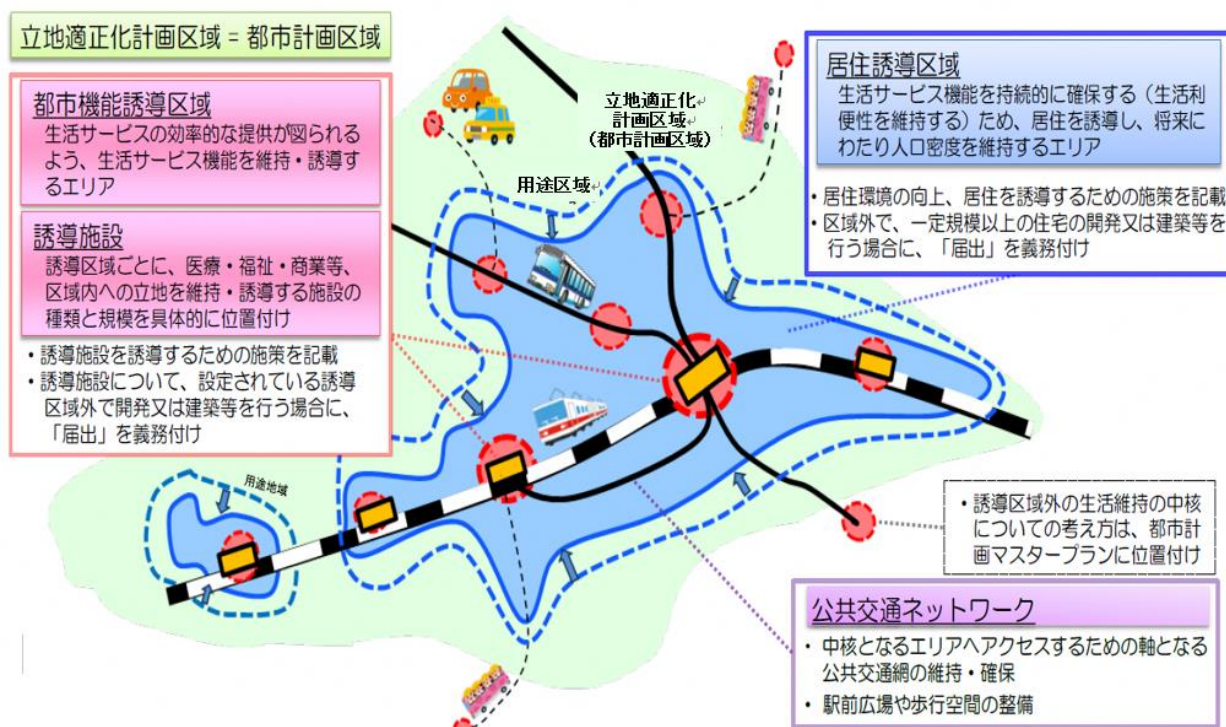 立地適正化計画区域 = 都市計画区域
都市機能誘導区域
生活サービスの効率的な提供が図られる
よう、生活サービス機能を維持・誘導す
るエリア
誘導施設
誘導区域ごとに、医療・福祉・商業等、
区域内への立地を維持・誘導する施設の
種類と規模を具体的に位置付け
・誘導施設を誘導するための施策を記載
・誘導施設について、設定されている誘導
区域外で開発又は建築等を行う場合に、
「届出」を義務付け
立地適正化
計画区域
(都市計画区域)
用途区域
用途地域
居住誘導区域
生活サービス機能を持続的に確保する（生活利
便性を維持する）ため、居住を誘導し、将来に
わたり人口密度を維持するエリア
・居住環境の向上、居住を誘導するための施策を記載
・区域外で、一定規模以上の住宅の開発又は建築等を
行う場合に、「届出」を義務付け
・誘導区域外の生活維持の中核
についての考え方は、都市計
画マスタープランに位置付け
公共交通ネットワーク
・中核となるエリアへアクセスするための軸となる
公共交通網の維持・確保
・駅前広場や歩行空間の整備